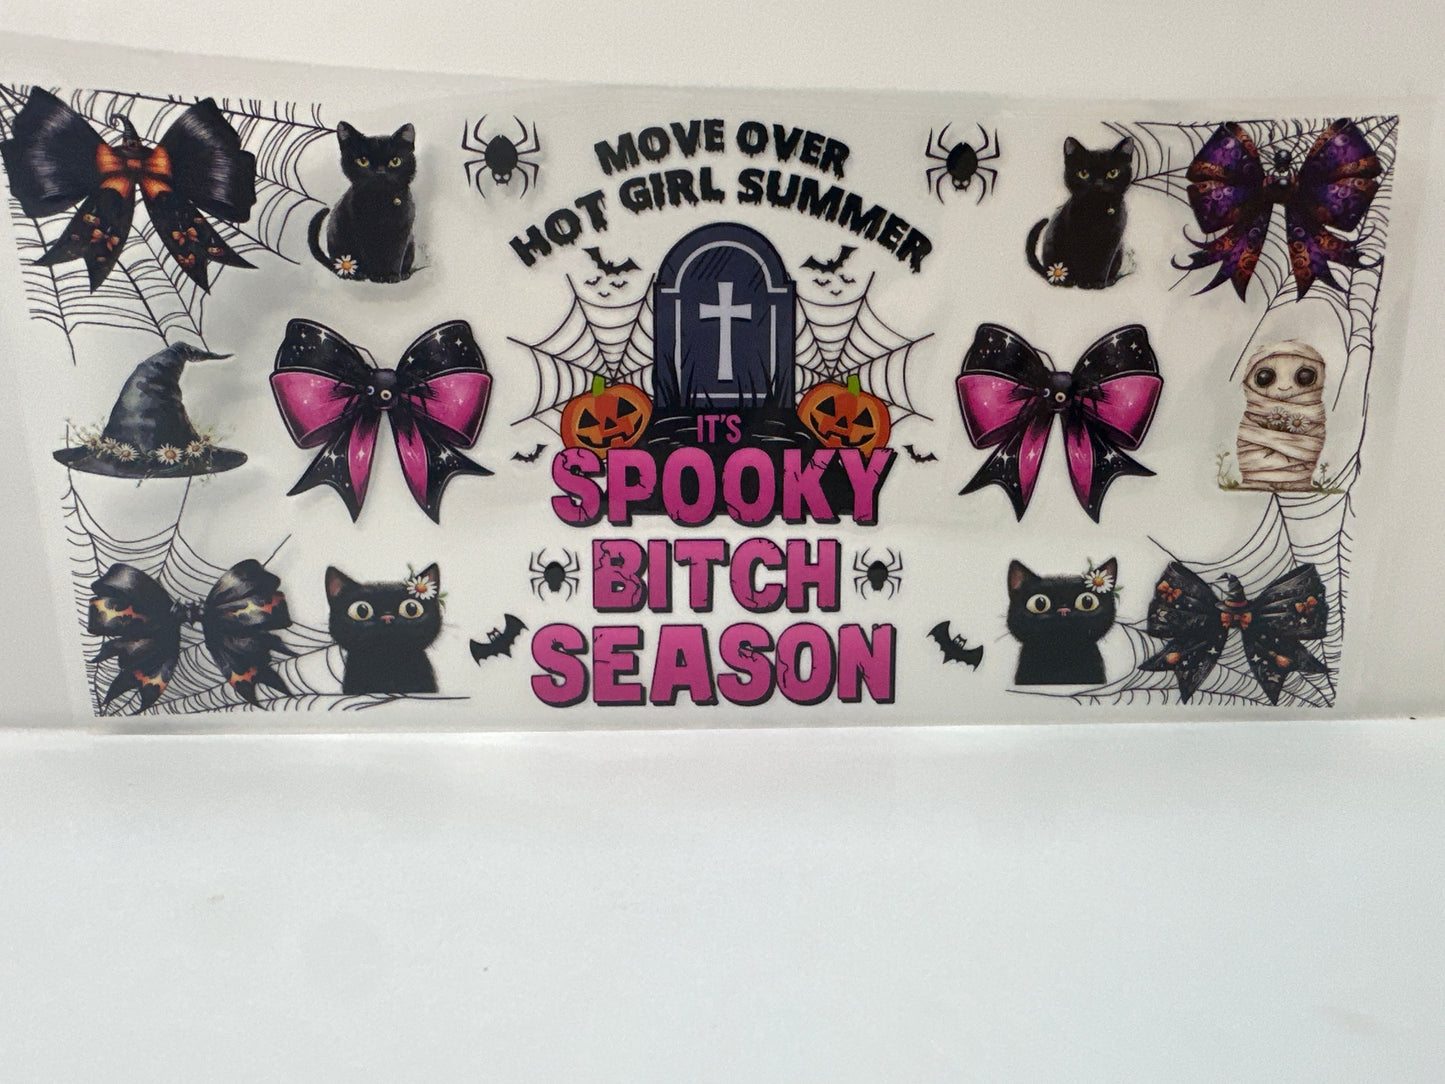 MOVE OVER
HOT GIRL SUMMER
IT'S
SPOOKY
BITCH
SEASON